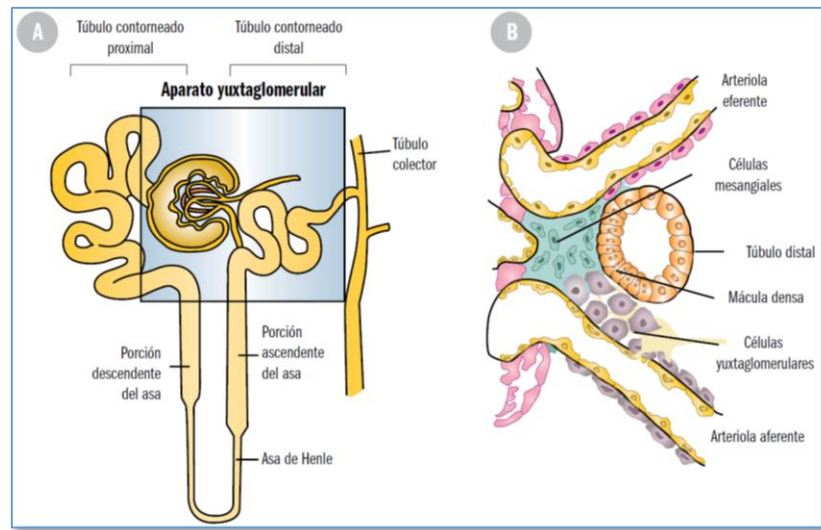 A
Túbulo contorneado
proximal
Túbulo contorneado
distal
Aparato yuxtaglomerular
Túbulo
colector
Porción
descendente
del asa
Porción
ascendente
del asa
Asa de Henle
B
Arteriola
eferente
Células
mesangiales
Túbulo distal
Mácula densa
Células
yuxtaglomerulares
Arteriola aferente